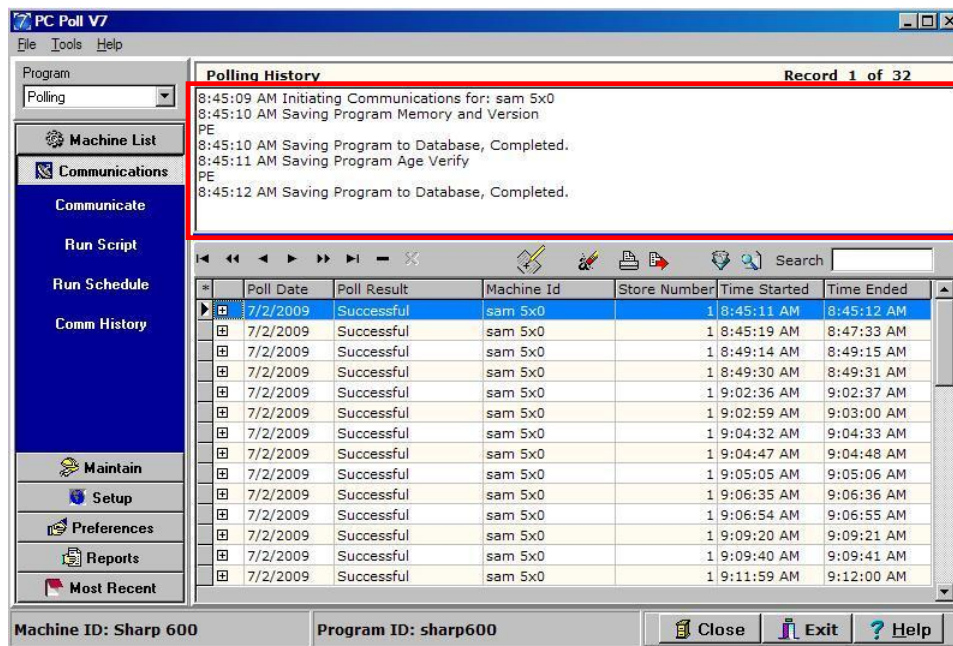 PC Poll V7
File Tools Help
Program
Polling
Machine List
Communications
Communicate
Run Script
Run Schedule
Comm History
Maintain
Setup
Preferences
Reports
Most Recent
Polling History Record 1 of 32
8:45:09 AM Initiating Communications for: sam 5x0
8:45:10 AM Saving Program Memory and Version
PE
8:45:10 AM Saving Program to Database, Completed.
8:45:11 AM Saving Program Age Verify
PE
8:45:12 AM Saving Program to Database, Completed.
Search
* Poll Date Poll Result Machine Id Store Number Time Started Time Ended
7/2/2009 Successful sam 5x0 1 8:45:11 AM 8:45:12 AM
7/2/2009 Successful sam 5x0 1 8:45:19 AM 8:47:33 AM
7/2/2009 Successful sam 5x0 1 8:49:14 AM 8:49:15 AM
7/2/2009 Successful sam 5x0 1 8:49:30 AM 8:49:31 AM
7/2/2009 Successful sam 5x0 1 9:02:36 AM 9:02:37 AM
7/2/2009 Successful sam 5x0 1 9:02:59 AM 9:03:00 AM
7/2/2009 Successful sam 5x0 1 9:04:32 AM 9:04:33 AM
7/2/2009 Successful sam 5x0 1 9:04:47 AM 9:04:48 AM
7/2/2009 Successful sam 5x0 1 9:05:05 AM 9:05:06 AM
7/2/2009 Successful sam 5x0 1 9:06:35 AM 9:06:36 AM
7/2/2009 Successful sam 5x0 1 9:06:54 AM 9:06:55 AM
7/2/2009 Successful sam 5x0 1 9:09:20 AM 9:09:21 AM
7/2/2009 Successful sam 5x0 1 9:09:40 AM 9:09:41 AM
7/2/2009 Successful sam 5x0 1 9:11:59 AM 9:12:00 AM
Machine ID: Sharp 600 Program ID: sharp600 Close Exit Help